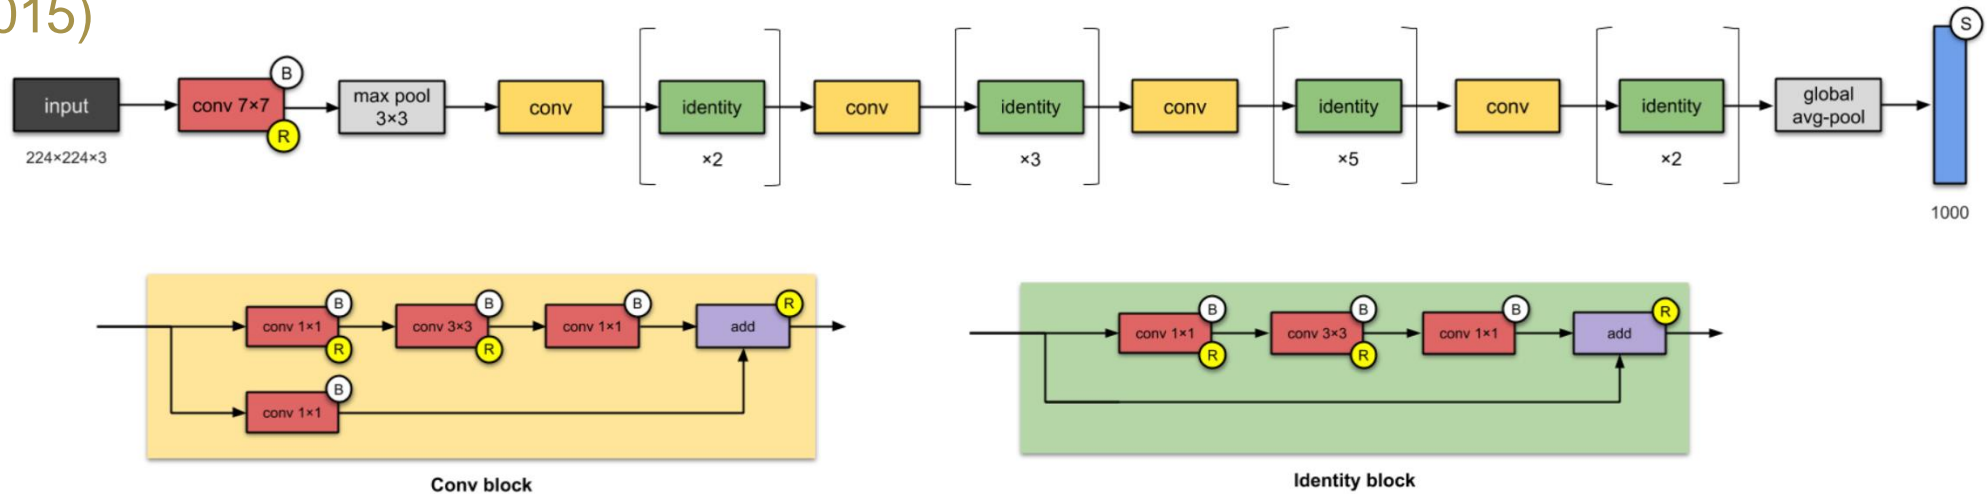 015)
input
224×224×3
conv 7×7
B
R
max pool
3×3
conv
identity
×2
conv
identity
×3
conv
identity
×5
conv
identity
×2
global
avg-pool
S
1000
conv 1×1
B
R
conv 3×3
B
R
conv 1×1
B
add
R
conv 1×1
B
Conv block
conv 1×1
B
R
conv 3×3
B
R
conv 1×1
B
add
R
Identity block